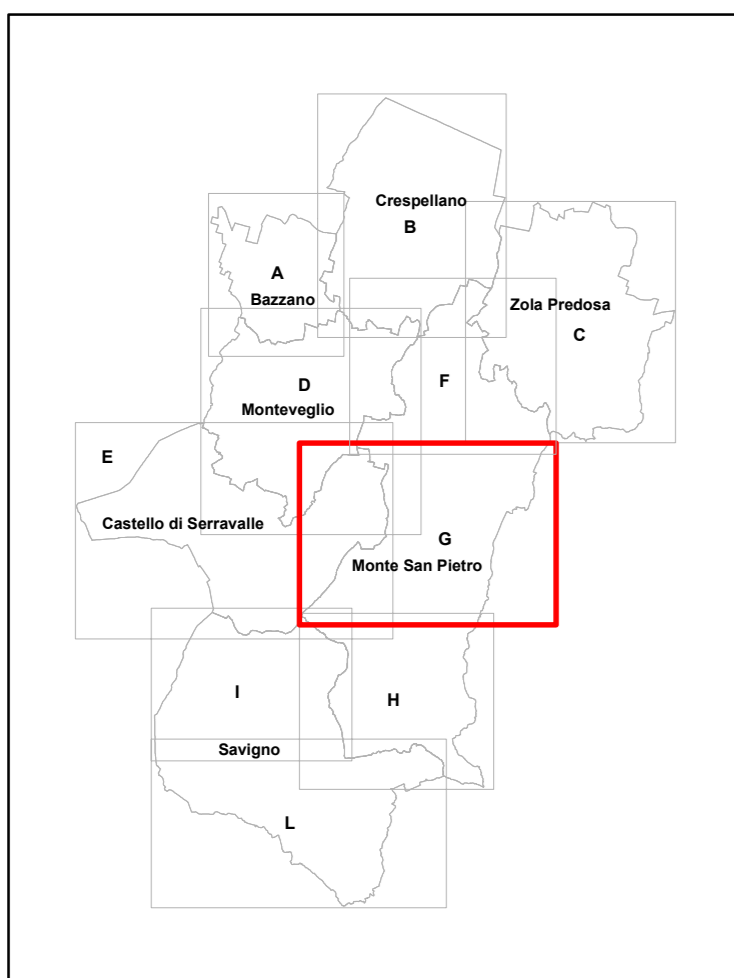 Crespellano
B
A
Bazzano
Zola Predosa
C
D
Monteveglio
F
E
Castello di Serravalle
G
Monte San Pietro
I
H
Savigno
L